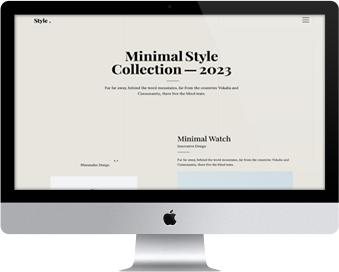 Style .
Minimal Style
Collection — 2023
Far far away, behind the word mountains, far from the countries Vokalia and
Consonantia, there live the blind texts.
Minimal Watch
Innovative Design
Far far away, behind the word mountains, far from the countries Vokalia and
Consonantia, there live the blind texts.
Design